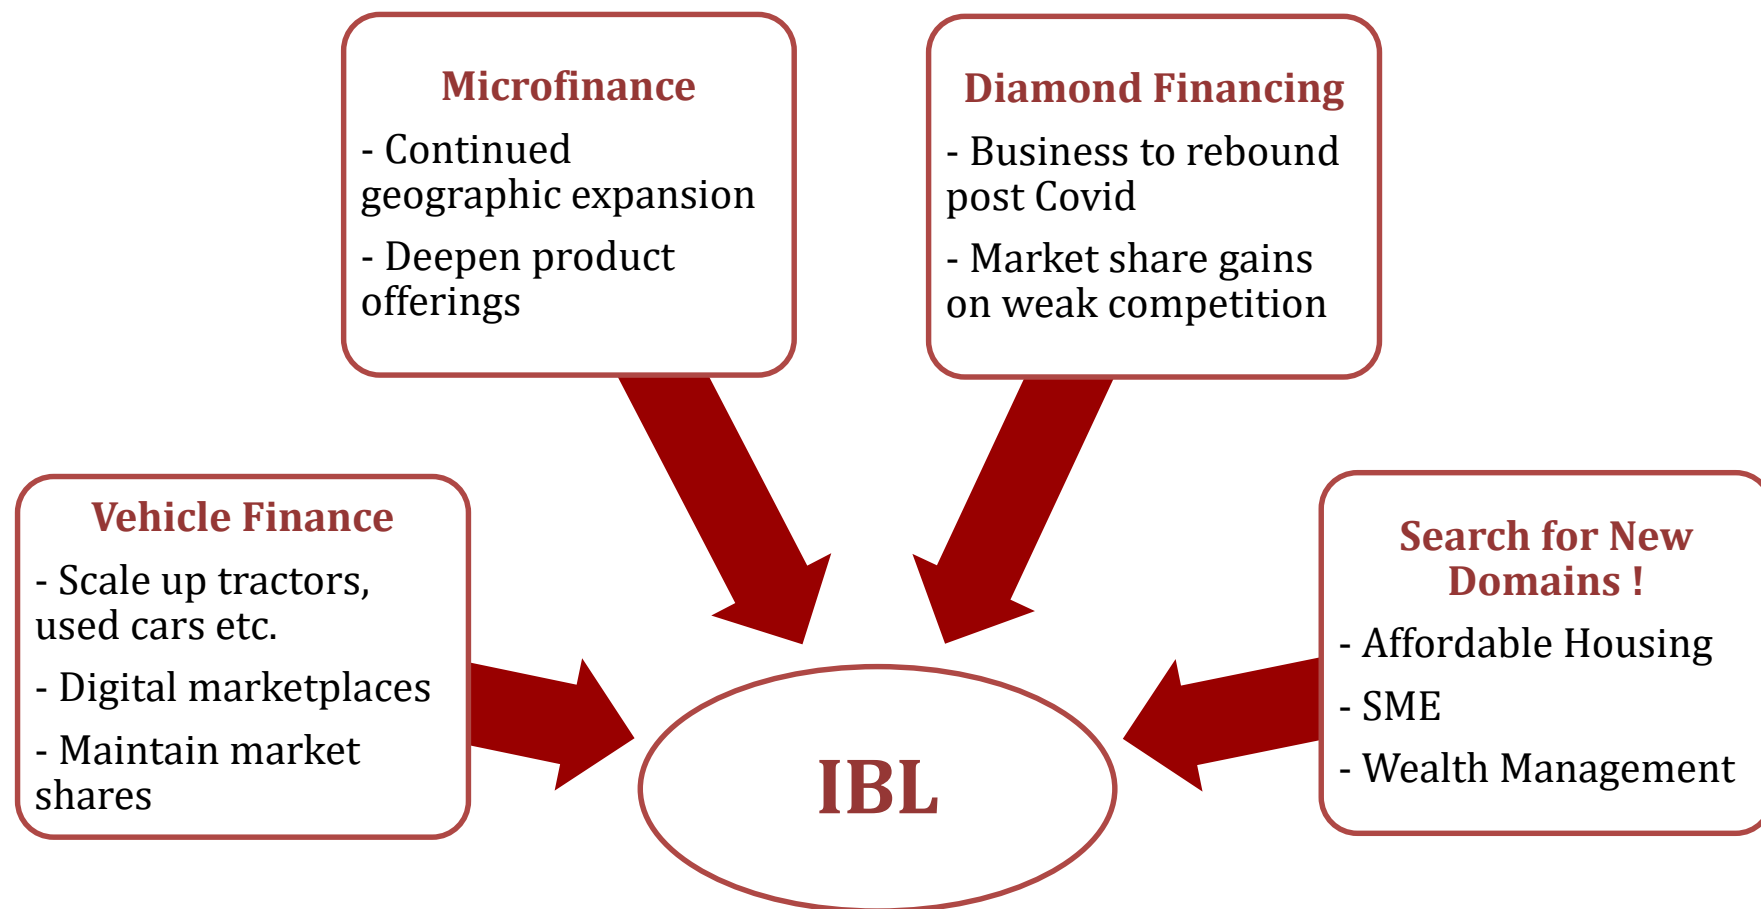 Microfinance
- Continued
geographic expansion
- Deepen product
offerings
Diamond Financing
- Business to rebound
post Covid
- Market share gains
on weak competition
Vehicle Finance
- Scale up tractors,
used cars etc.
- Digital marketplaces
- Maintain market
shares
Search for New
Domains !
- Affordable Housing
- SME
- Wealth Management
IBL